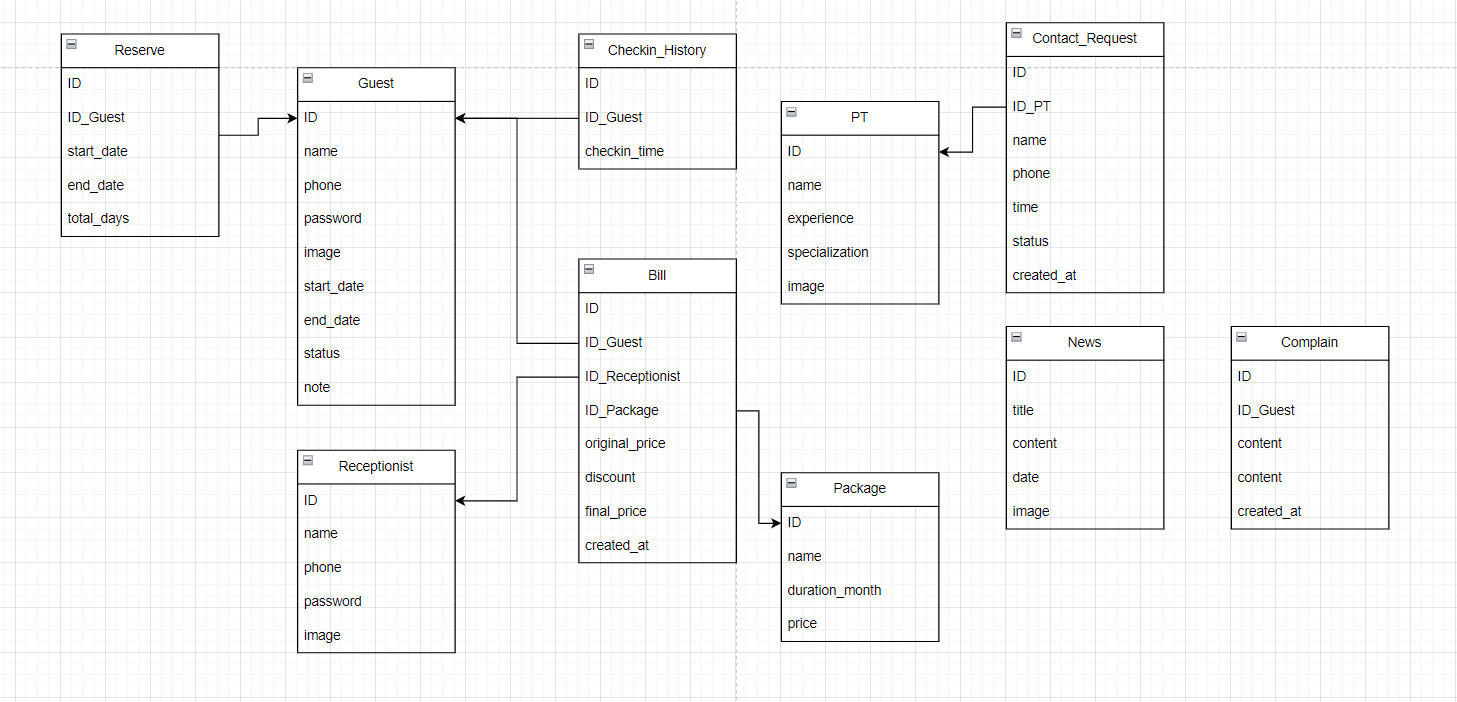 Reserve
ID
ID_Guest
start_date
end_date
total_days
Guest
ID
name
phone
password
image
start_date
end_date
status
note
Receptionist
ID
name
phone
password
image
Checkin_History
ID
ID_Guest
checkin_time
Bill
ID
ID_Guest
ID_Receptionist
ID_Package
original_price
discount
final_price
created_at
PT
ID
name
experience
specialization
image
Package
ID
name
duration_month
price
Contact_Request
ID
ID_PT
name
phone
time
status
created_at
News
ID
title
content
date
image
Complain
ID
ID_Guest
content
content
created_at